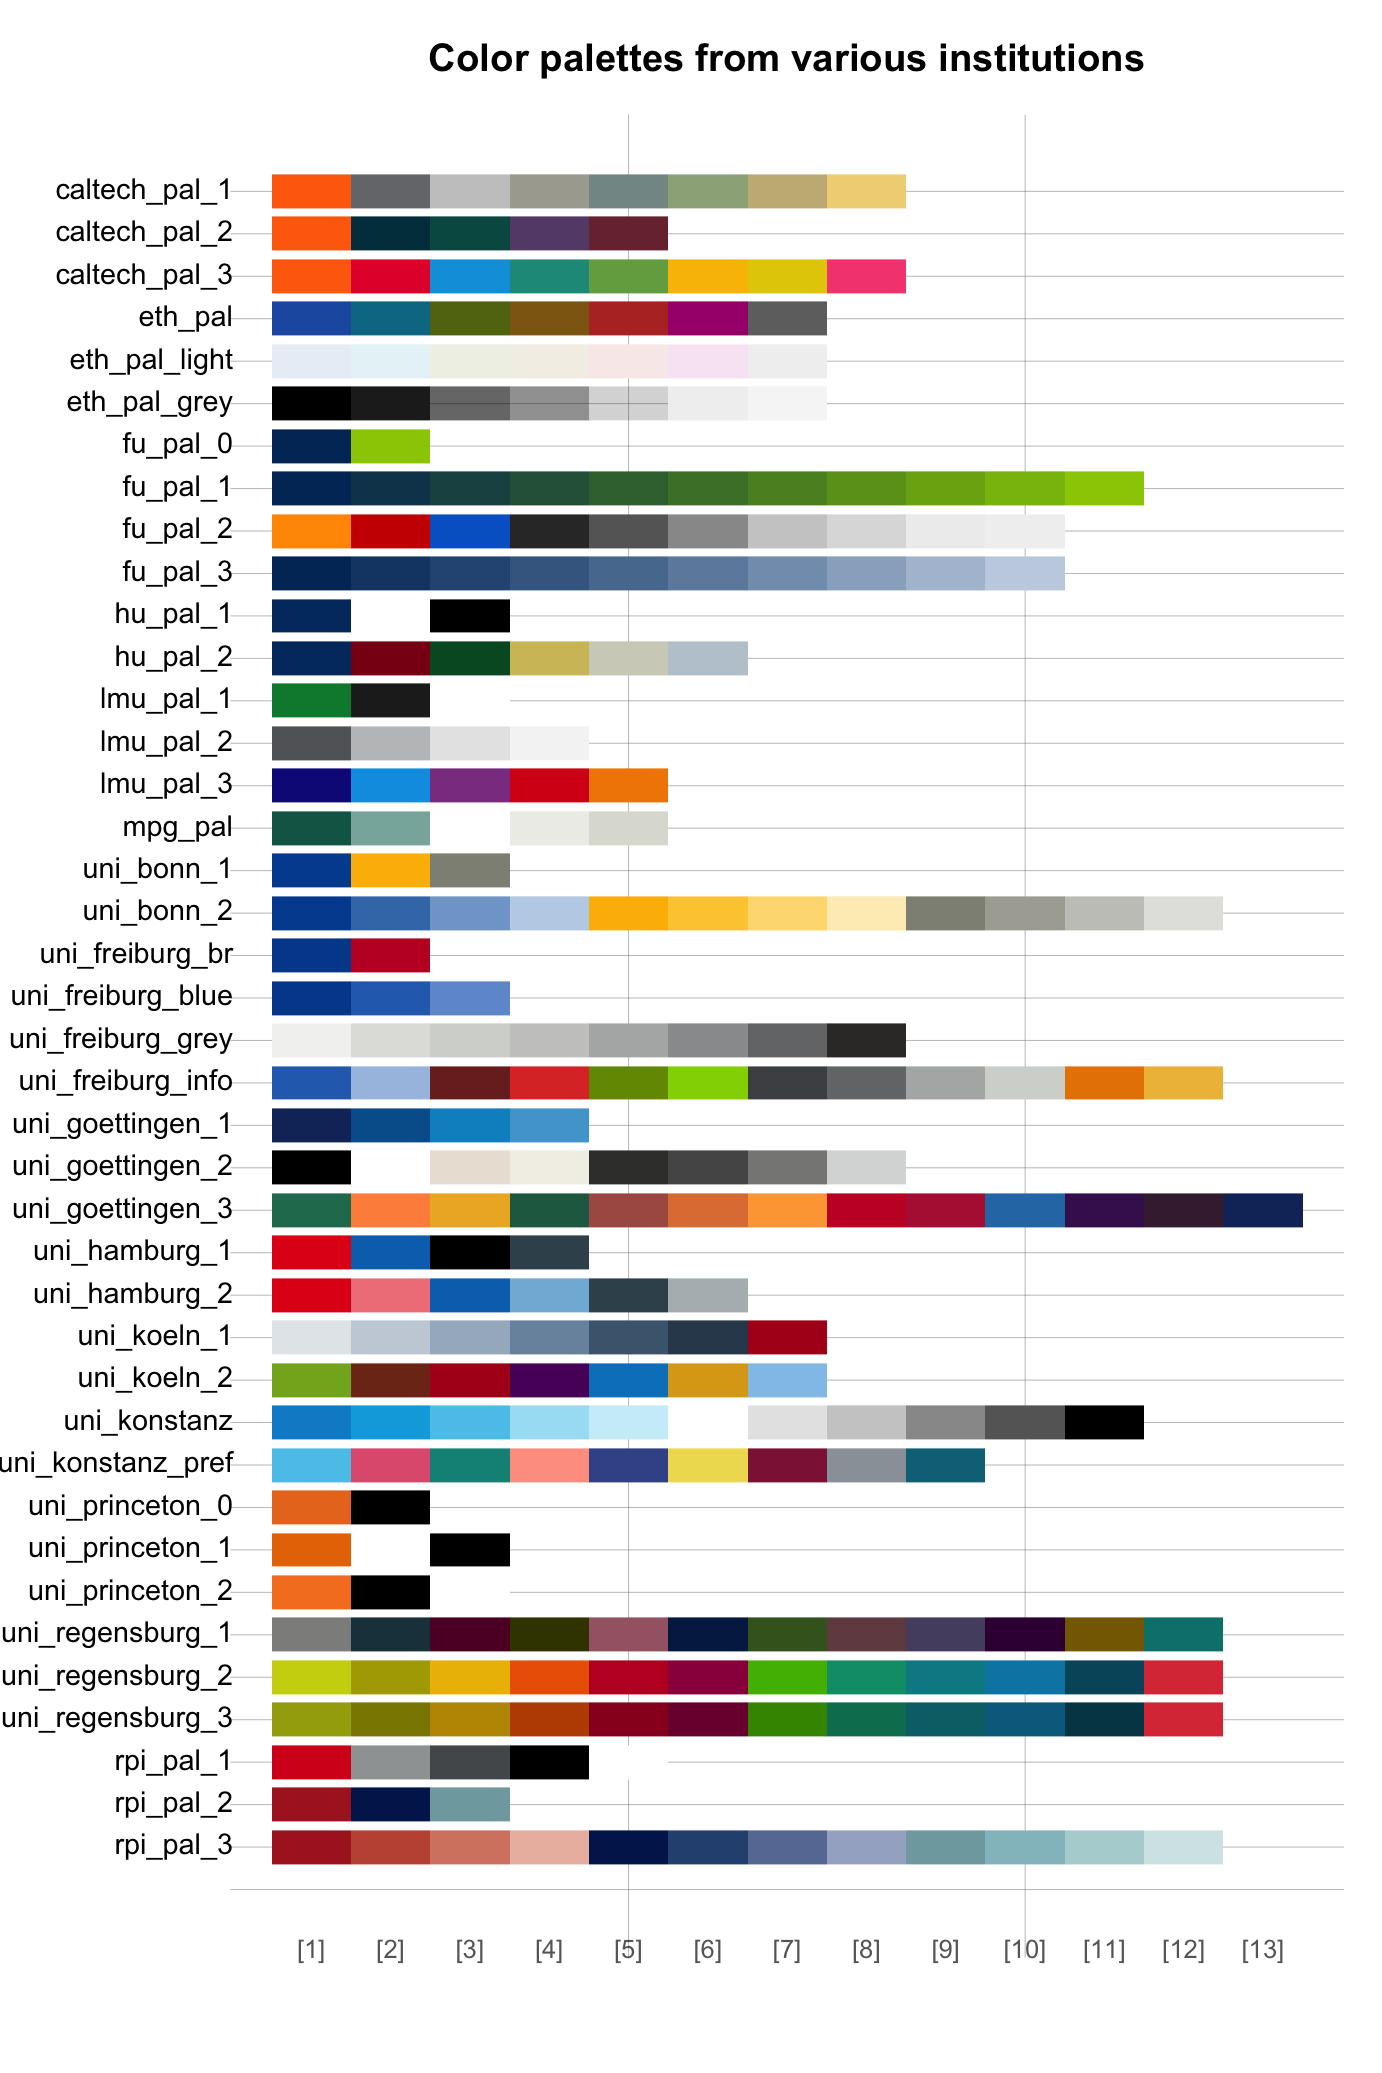 Color palettes from various institutions
caltech_pal_1
caltech_pal_2
caltech_pal_3
eth_pal
eth_pal_light
eth_pal_grey
fu_pal_0
fu_pal_1
fu_pal_2
fu_pal_3
hu_pal_1
hu_pal_2
lmu_pal_1
lmu_pal_2
lmu_pal_3
mpg_pal
uni_bonn_1
uni_bonn_2
uni_freiburg_br
uni_freiburg_blue
uni_freiburg_grey
uni_freiburg_info
uni_goettingen_1
uni_goettingen_2
uni_goettingen_3
uni_hamburg_1
uni_hamburg_2
uni_koeln_1
uni_koeln_2
uni_konstanz
uni_konstanz_pref
uni_princeton_0
uni_princeton_1
uni_princeton_2
uni_regensburg_1
uni_regensburg_2
uni_regensburg_3
rpi_pal_1
rpi_pal_2
rpi_pal_3
[1] [2] [3] [4] [5] [6] [7] [8] [9] [10] [11] [12] [13]